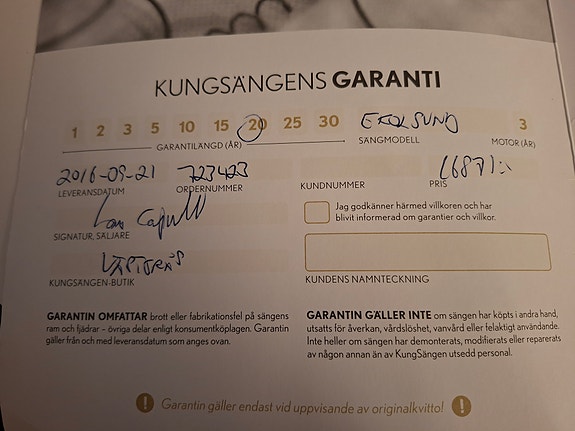 KUNGSÄNGENS GARANTI
1 2 3 5 10 15 20 25 30
GARANTILÄNGD (ÅR)
EKOLSUND
SÄNGMODELL
3
MOTOR (ÅR)
2016-09-21
LEVERANSDATUM
723423
ORDERNUMMER
KUNDNUMMER
16871:-
PRIS
SIGNATUR, SÄLJARE
Jag godkänner härmed villkoren och har
blivit informerad om garantier och villkor.
VÄSTERÅS
KUNGSÄNGEN-BUTIK
KUNDENS NAMNTECKNING
GARANTIN OMFATTAR brott eller fabrikationsfel på sängens
ram och fjädrar – övriga delar enligt konsumentköplagen. Garantin
gäller från och med leveransdatum som anges ovan.
GARANTIN GÄLLER INTE om sängen har köpts i andra hand,
utsatts för åverkan, vårdslöshet, vanvård eller felaktigt användande.
Inte heller om sängen har demonterats, modifierats eller reparerats
av någon annan än av KungSängen utsedd personal.
! Garantin gäller endast vid uppvisande av originalkvitto! !